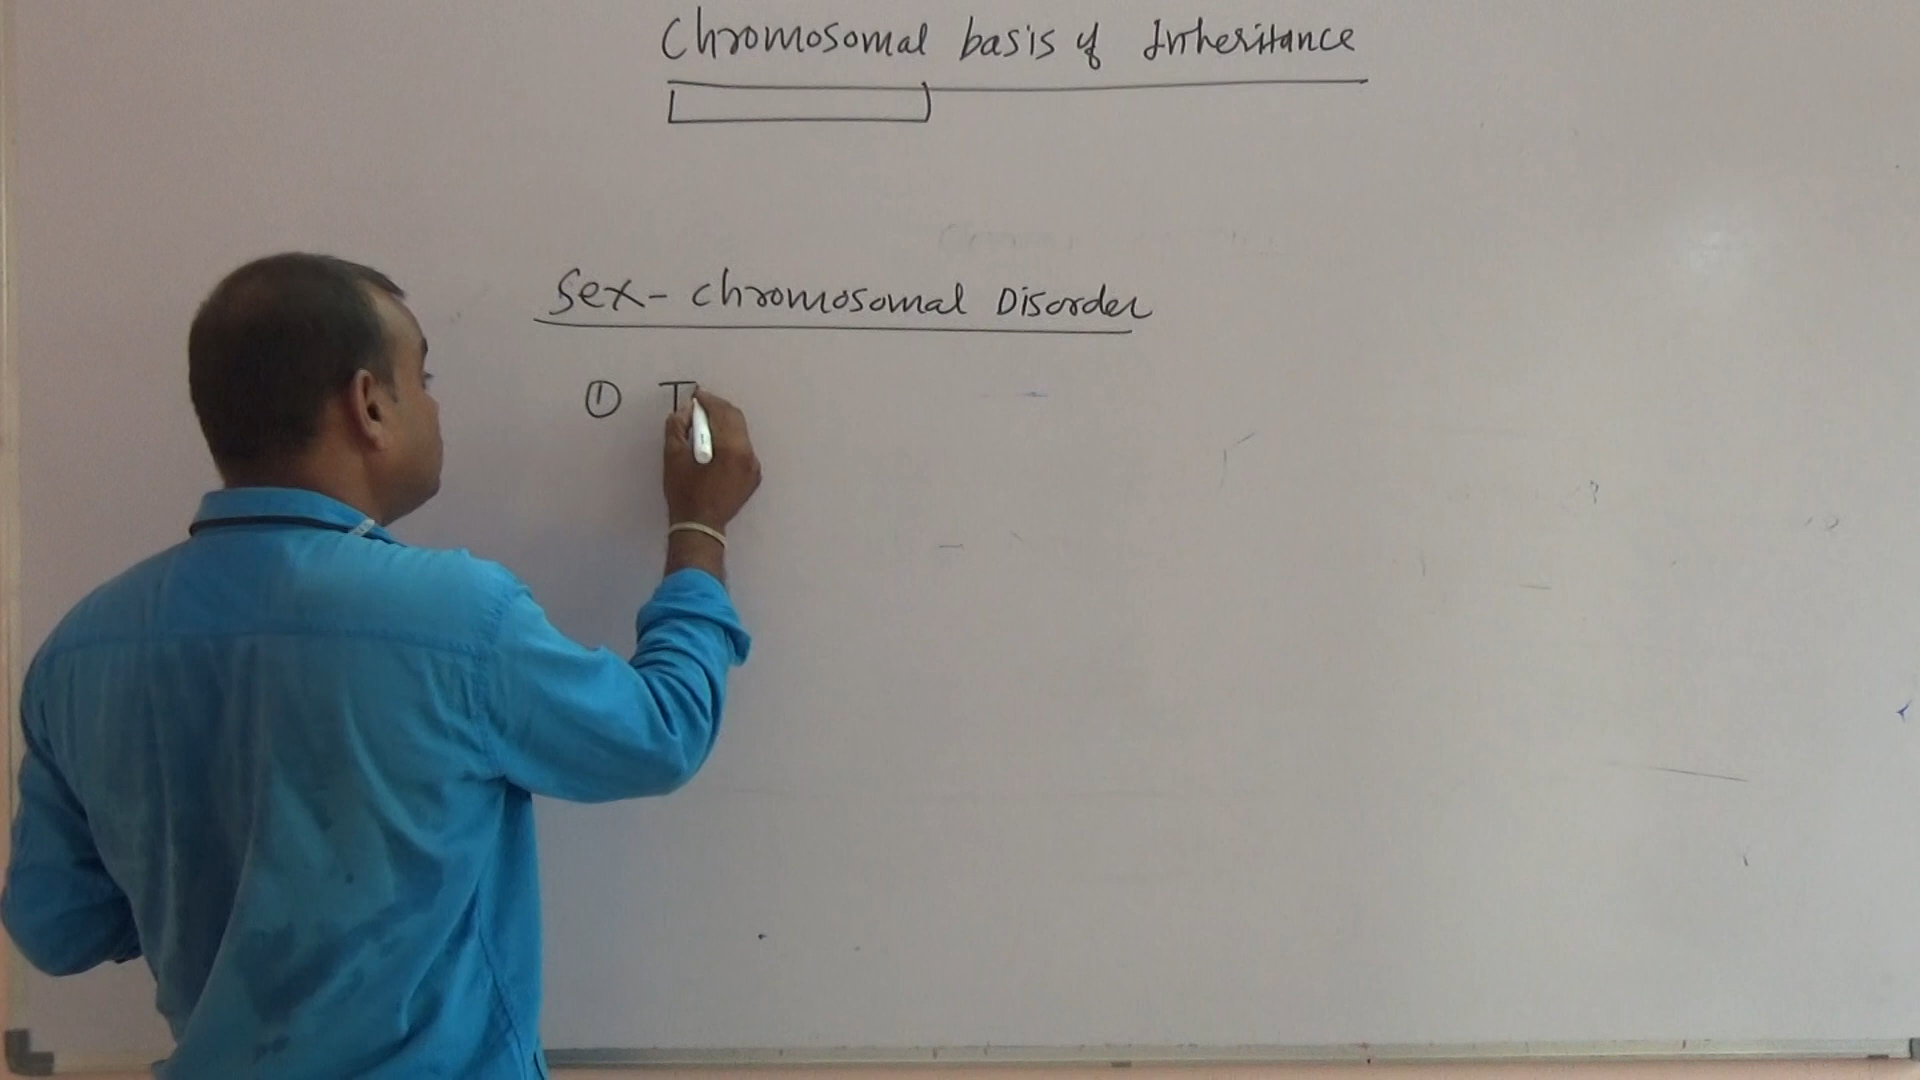 Chromosomal basis of Inheritance
Sex- chromosomal Disorder
① T